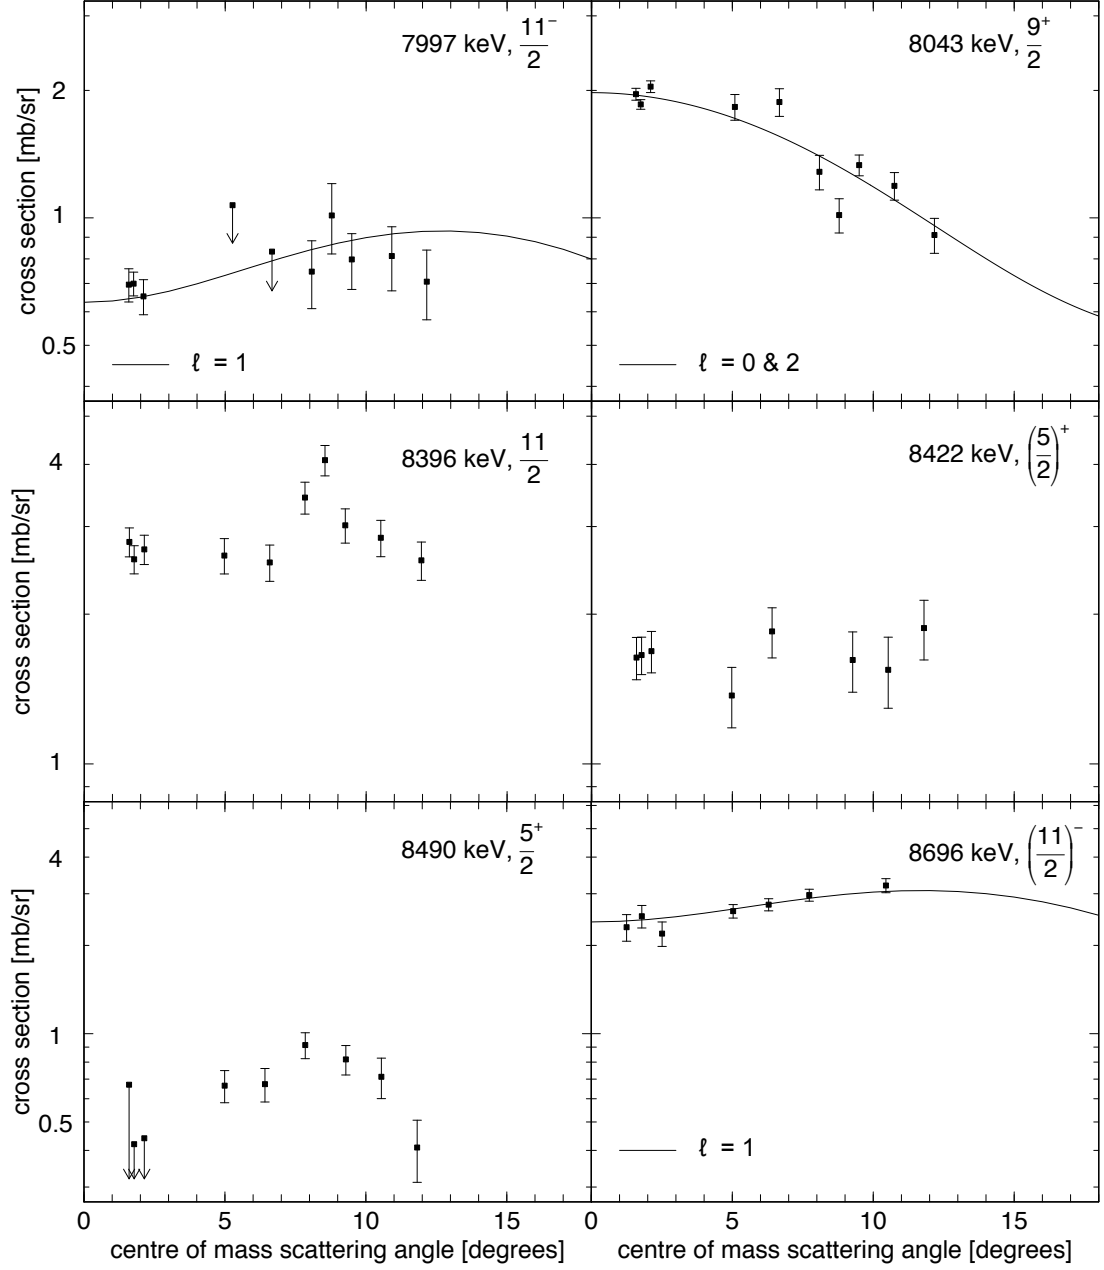 7997 keV, 11⁻/2
2
1
0.5
cross section [mb/sr]
ℓ = 1
8043 keV, 9⁺/2
ℓ = 0 & 2
8396 keV, 11/2
4
2
1
cross section [mb/sr]
8422 keV, (5/2)⁺
8490 keV, 5⁺/2
4
2
1
0.5
cross section [mb/sr]
0 5 10 15
centre of mass scattering angle [degrees]
8696 keV, (11/2)⁻
ℓ = 1
0 5 10 15
centre of mass scattering angle [degrees]